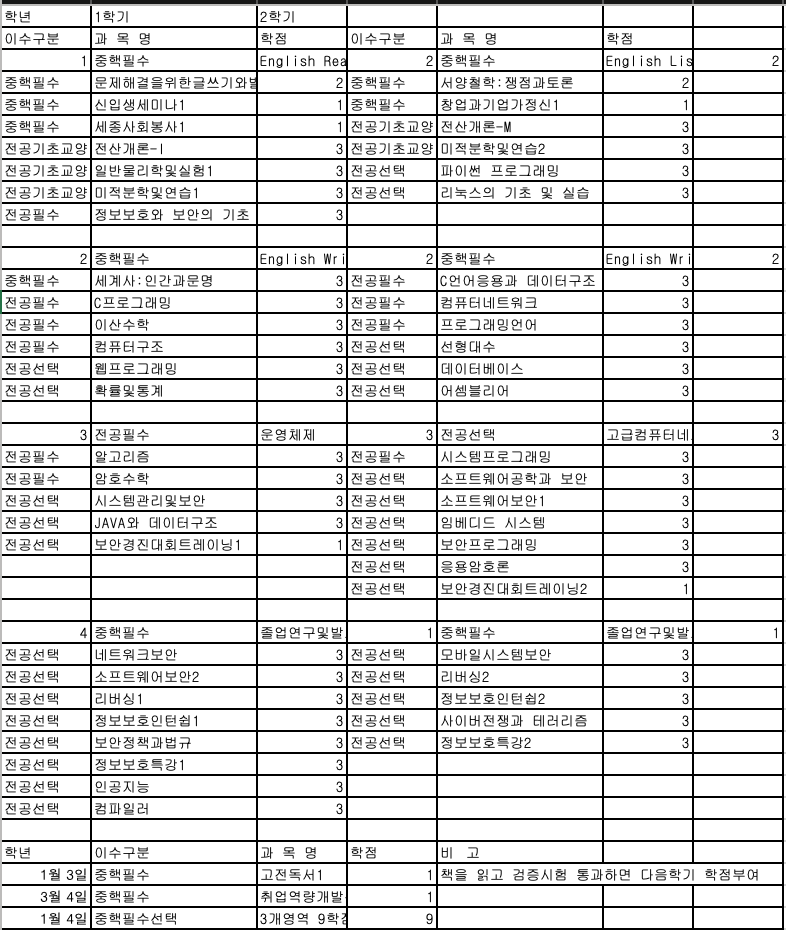 학년 1학기 2학기
이수구분 과 목 명 학점 이수구분 과 목 명 학점
1 중핵필수 English Rea 2 중핵필수 English Lis 2
중핵필수 문제해결을위한글쓰기와발 2 중핵필수 서양철학:쟁점과토론 2
중핵필수 신입생세미나1 1 중핵필수 창업과기업가정신1 1
중핵필수 세종사회봉사1 1 전공기초교양 전산개론-M 3
전공기초교양 전산개론-I 3 전공기초교양 미적분학및연습2 3
전공기초교양 일반물리학및실험1 3 전공선택 파이썬 프로그래밍 3
전공기초교양 미적분학및연습1 3 전공선택 리눅스의 기초 및 실습 3
전공필수 정보보호와 보안의 기초 3
2 중핵필수 English Wri 2 중핵필수 English Wri 2
중핵필수 세계사:인간과문명 3 전공필수 C언어응용과 데이터구조 3
전공필수 C프로그래밍 3 전공필수 컴퓨터네트워크 3
전공필수 이산수학 3 전공필수 프로그래밍언어 3
전공필수 컴퓨터구조 3 전공선택 선형대수 3
전공선택 웹프로그래밍 3 전공선택 데이터베이스 3
전공선택 확률및통계 3 전공선택 어셈블리어 3
3 전공필수 운영체제 3 전공선택 고급컴퓨터네 3
전공필수 알고리즘 3 전공필수 시스템프로그래밍 3
전공필수 암호수학 3 전공선택 소프트웨어공학과 보안 3
전공선택 시스템관리및보안 3 전공선택 소프트웨어보안1 3
전공선택 JAVA와 데이터구조 3 전공선택 임베디드 시스템 3
전공선택 보안경진대회트레이닝1 1 전공선택 보안프로그래밍 3
전공선택 응용암호론 3
전공선택 보안경진대회트레이닝2 1
4 중핵필수 졸업연구및발 1 중핵필수 졸업연구및발 1
전공선택 네트워크보안 3 전공선택 모바일시스템보안 3
전공선택 소프트웨어보안2 3 전공선택 리버싱2 3
전공선택 리버싱1 3 전공선택 정보보호인턴쉽2 3
전공선택 정보보호인턴쉽1 3 전공선택 사이버전쟁과 테러리즘 3
전공선택 보안정책과법규 3 전공선택 정보보호특강2 3
전공선택 정보보호특강1 3
전공선택 인공지능 3
전공선택 컴파일러 3
학년 이수구분 과 목 명 학점 비 고
1월 3일 중핵필수 고전독서1 1 책을 읽고 검증시험 통과하면 다음학기 학점부여
3월 4일 중핵필수 취업역량개발 1
1월 4일 중핵필수선택 3개영역 9학점 9